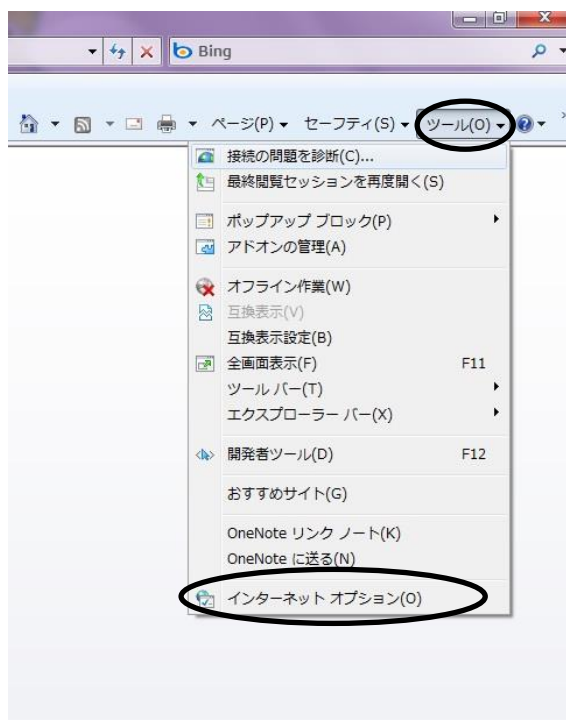 Bing
ページ(P) セーフティ(S) ツール(O)
接続の問題を診断(C)...
最終閲覧セッションを再度開く(S)
ポップアップ ブロック(P)
アドオンの管理(A)
オフライン作業(W)
互換表示(V)
互換表示設定(B)
全画面表示(F) F11
ツール バー(T)
エクスプローラー バー(X)
開発者ツール(D) F12
おすすめサイト(G)
OneNote リンク ノート(K)
OneNote に送る(N)
インターネット オプション(O)